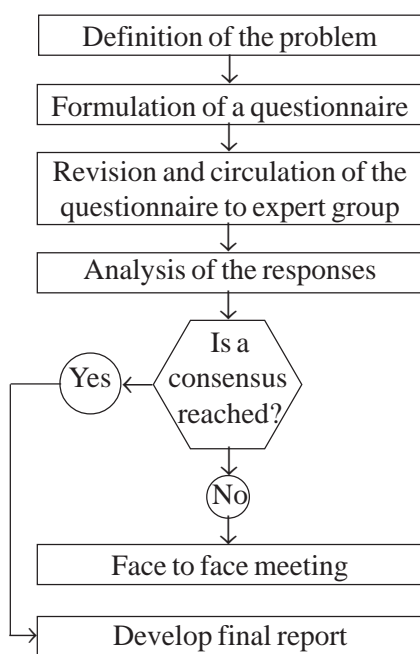 Definition of the problem
Formulation of a questionnaire
Revision and circulation of the
questionnaire to expert group
Analysis of the responses
Is a
consensus
reached?
Yes
No
Face to face meeting
Develop final report